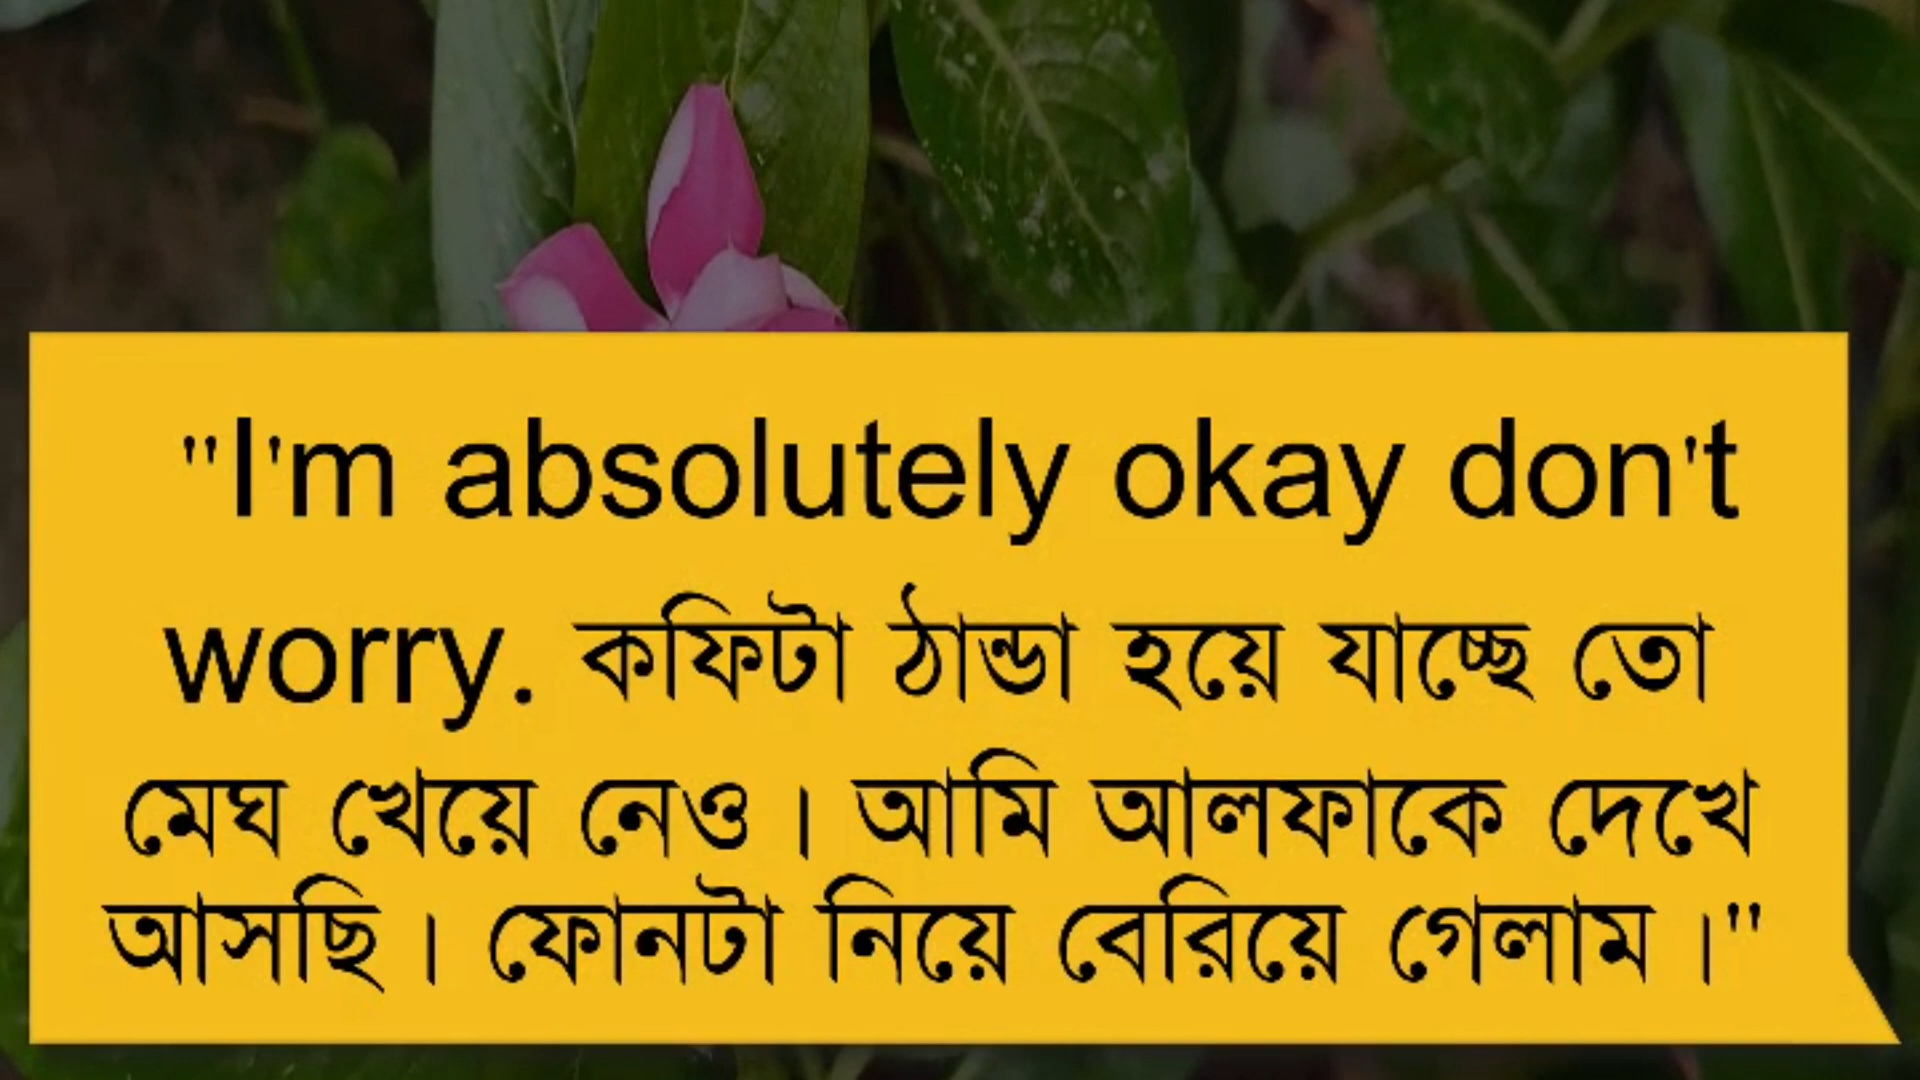 "I'm absolutely okay don't
worry. কফিটা ঠান্ডা হয়ে যাচ্ছে তো
মেঘ খেয়ে নেও । আমি আলফাকে দেখে
আসছি । ফোনটা নিয়ে বেরিয়ে গেলাম ।"